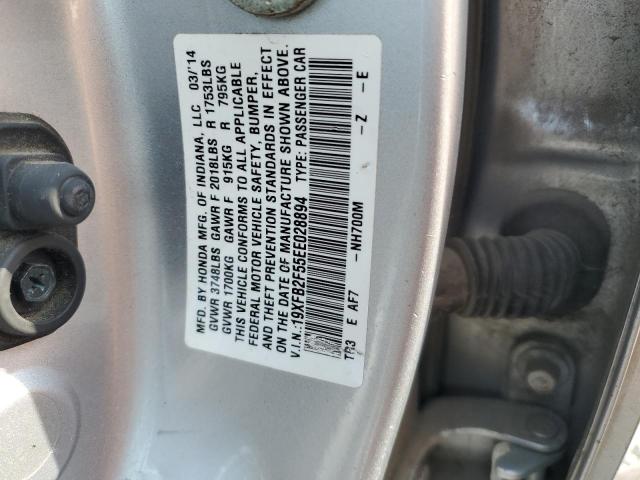 MFD. BY HONDA MFG. OF INDIANA, LLC 03/'14
GVWR 3748LBS GAWR F 2018LBS R 1753LBS
GVWR 1700KG GAWR F 915KG R 795KG
THIS VEHICLE CONFORMS TO ALL APPLICABLE
FEDERAL MOTOR VEHICLE SAFETY, BUMPER,
AND THEFT PREVENTION STANDARDS IN EFFECT
ON THE DATE OF MANUFACTURE SHOWN ABOVE.
V.I.N.:19XFB2F55EE028894 TYPE: PASSENGER CAR
TR3 E AF7 -NH700M -Z -E